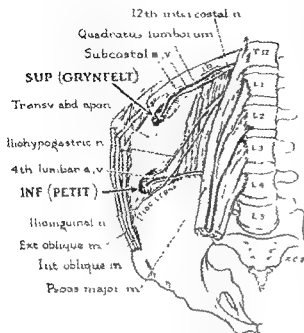 12th intercostal n
Quadratus lumborum
Subcostal a, v
SUP (GRYNFELT)
Transv abd apon
Iliohypogastric n
4th lumbar a, v
INF (PETIT)
Ilioinguinal n
Ext oblique m
Int oblique m
Psoas major m
T12
L1
L2
L3
L4
L5